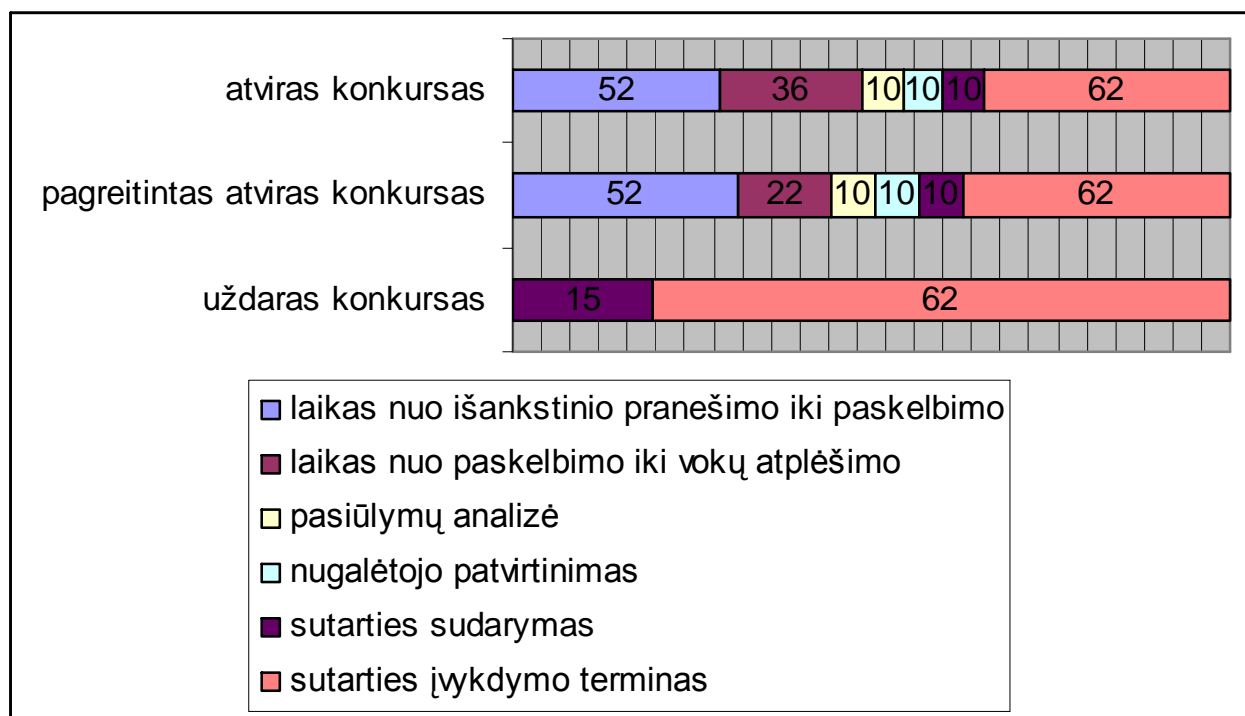 atviras konkursas
52 36 10 10 10 62
pagreitintas atviras konkursas
52 22 10 10 10 62
uždaras konkursas
15 62
laikas nuo išankstinio pranešimo iki paskelbimo
laikas nuo paskelbimo iki vokų atplėšimo
pasiūlymų analizė
nugalėtojo patvirtinimas
sutarties sudarymas
sutarties įvykdymo terminas